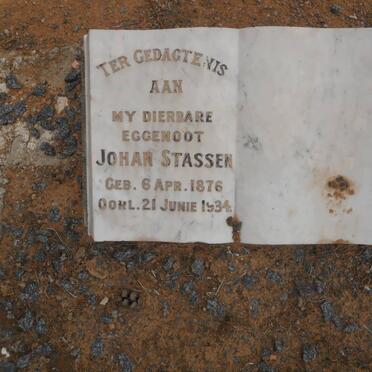 TER GEDAGTENIS
AAN
MY DIERBARE
EGGENOOT
JOHAN STASSEN
GEB. 6 APR. 1876
OORL. 21 JUNIE 1934